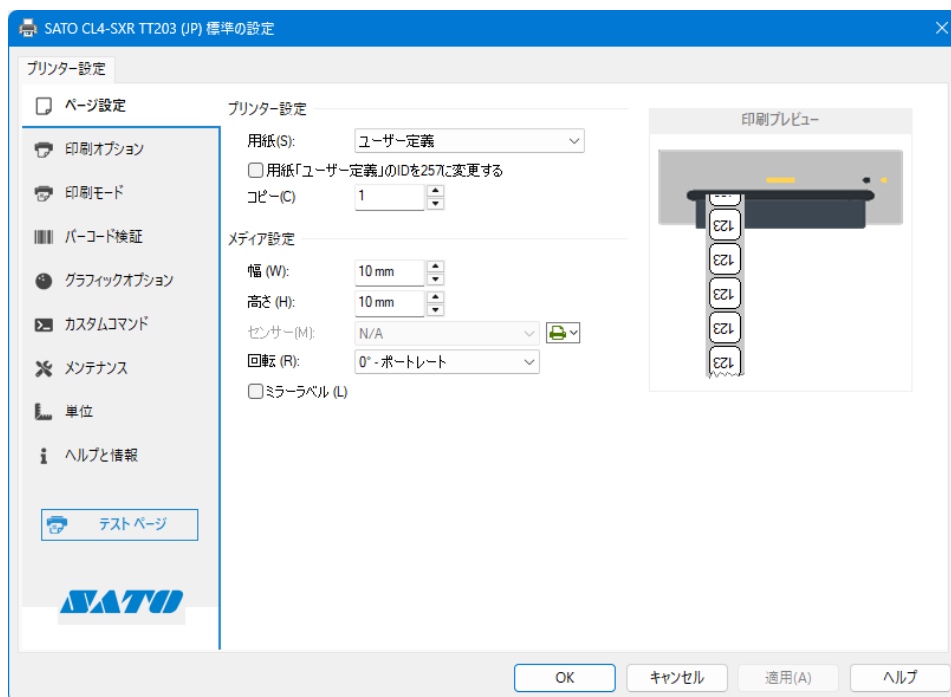 SATO CL4-SXR TT203 (JP) 標準の設定
プリンター設定
ページ設定
印刷オプション
印刷モード
バーコード検証
グラフィックオプション
カスタムコマンド
メンテナンス
単位
ヘルプと情報
テスト ページ
SATO
プリンター設定
用紙(S): ユーザー定義
用紙「ユーザー定義」のIDを257に変更する
コピー(C) 1
メディア設定
幅 (W): 10 mm
高さ (H): 10 mm
センサー(M): N/A
回転 (R): 0° - ポートレート
ミラーラベル (L)
印刷プレビュー
123
123
123
123
123
OK キャンセル 適用(A) ヘルプ